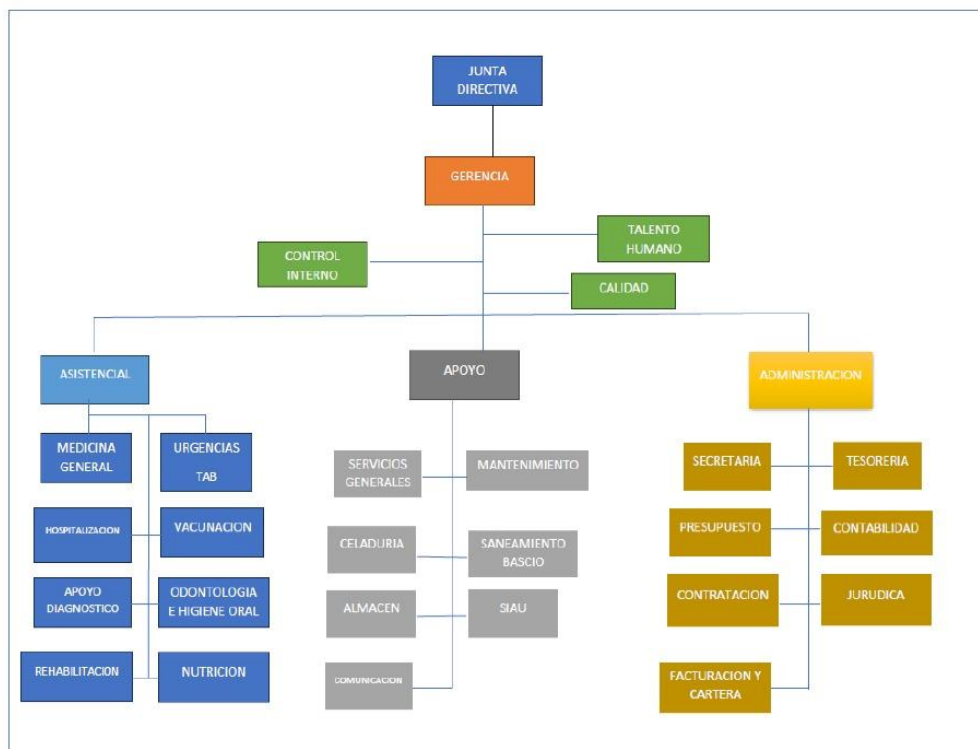 JUNTA
DIRECTIVA
GERENCIA
TALENTO
HUMANO
CONTROL
INTERNO
CALIDAD
ASISTENCIAL
APOYO
ADMINISTRACION
MEDICINA
GENERAL
URGENCIAS
TAB
HOSPITALIZACION
VACUNACION
APOYO
DIAGNOSTICO
ODONTOLOGIA
E HIGIENE ORAL
REHABILITACION
NUTRICION
SERVICIOS
GENERALES
MANTENIMIENTO
CELADURIA
SANEAMIENTO
BASCIO
ALMACEN
SIAU
COMUNICACION
SECRETARIA
TESORERIA
PRESUPUESTO
CONTABILIDAD
CONTRATACION
JURUDICA
FACTURACION Y
CARTERA